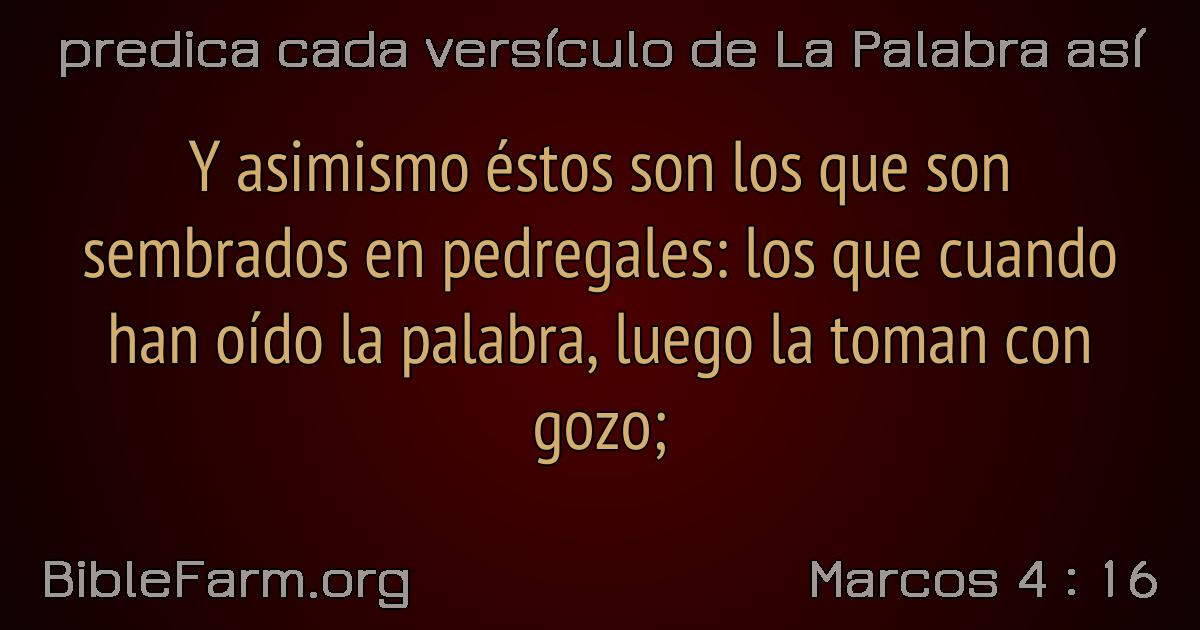 predica cada versículo de La Palabra así
Y asimismo éstos son los que son
sembrados en pedregales: los que cuando
han oído la palabra, luego la toman con
gozo;
BibleFarm.org
Marcos 4 : 16